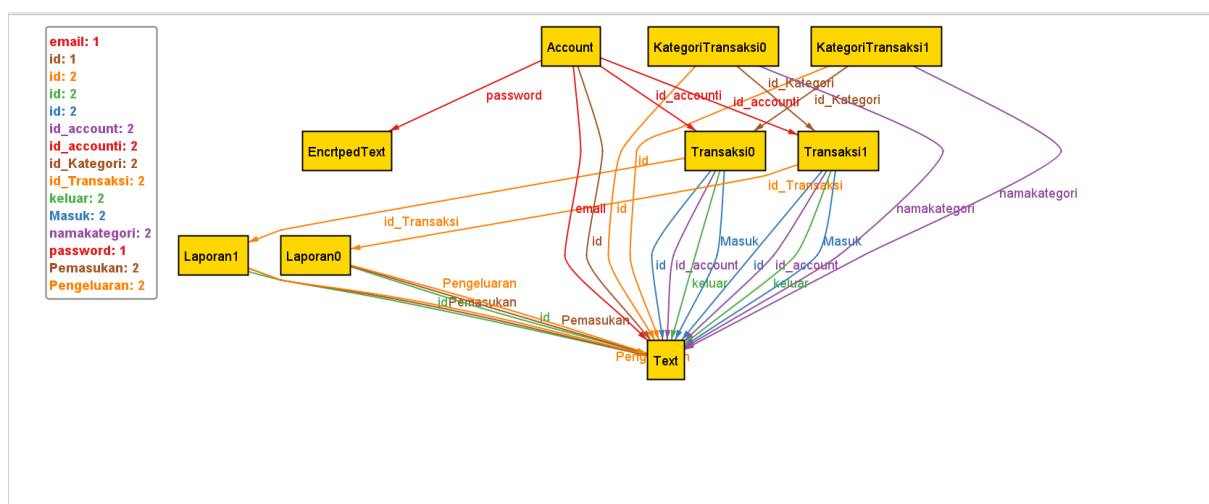 email: 1
id: 1
id: 2
id: 2
id: 2
id_account: 2
id_accounti: 2
id_Kategori: 2
id_Transaksi: 2
keluar: 2
Masuk: 2
namakategori: 2
password: 1
Pemasukan: 2
Pengeluaran: 2
Account
KategoriTransaksi0
KategoriTransaksi1
password
id_accounti
id_accounti
id_Kategori
id_Kategori
EncrtpedText
Transaksi0
Transaksi1
id
id_Transaksi
id_Transaksi
email
id
namakategori
namakategori
id
Masuk
Masuk
Laporan1
Laporan0
id
id_account
id
id_account
Pengeluaran
keluar
keluar
id
Pemasukan
id
Pemasukan
Pengeluaran
Text